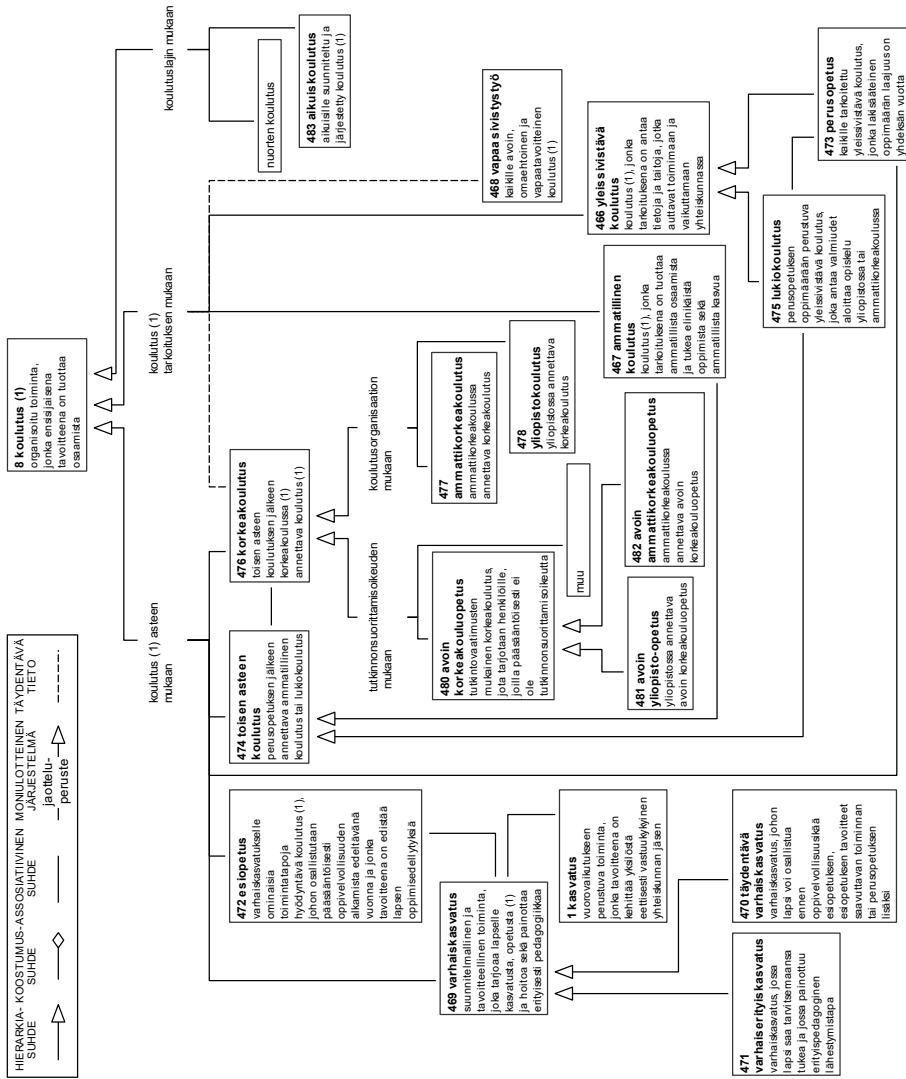 HIERARKIA- KOOSTUMUS- ASSOSIATIIVINEN MONIULOTTEINEN TÄYDENTÄVÄ
SUHDE SUHDE SUHDE JÄRJESTELMÄ TIETO
jaottelu-
peruste
8 koulutus (1)
organisoitu toiminta,
jonka ensisijaisena
tavoitteena on tuottaa
osaamista
koulutus (1) asteen
mukaan
koulutus (1)
tarkoituksen mukaan
koulutuslajin mukaan
nuorten koulutus
483 aikuiskoulutus
aikuisille suunniteltu ja
järjestetty koulutus (1)
474 toisen asteen
koulutus
perusopetuksen jälkeen
annettava ammatillinen
koulutus tai lukiokoulutus
476 korkeakoulutus
toisen asteen
koulutuksen jälkeen
korkeakoulussa (1)
annettava koulutus (1)
468 vapaa sivistystyö
kaikille avoin,
omaehtoinen ja
vapaatavoitteinen
koulutus (1)
472 esiopetus
varhaiskasvatukselle
ominaisia
toimintatapoja
hyödyntävä koulutus (1),
johon osallistutaan
pääsääntöisesti
oppivelvollisuuden
alkamista edeltävänä
vuonna ja jonka
tavoitteena on edistää
lapsen
oppimisedellytyksiä
tutkinnonsuorittamisoikeuden
mukaan
koulutusorganisaation
mukaan
477
ammattikorkeakoulutus
ammattikorkeakoulussa
annettava korkeakoulutus
478
yliopistokoulutus
yliopistossa annettava
korkeakoulutus
466 yleissivistävä
koulutus
koulutus (1), jonka
tarkoituksena on antaa
tietoja ja taitoja, jotka
auttavat toimimaan ja
vaikuttamaan
yhteiskunnassa
480 avoin
korkeakouluopetus
tutkintovaatimusten
mukainen korkeakoulutus,
jota tarjotaan henkilöille,
joilla pääsääntöisesti ei
ole
tutkinnonsuorittamisoikeutta
muu
467 ammatillinen
koulutus
koulutus (1), jonka
tarkoituksena on tuottaa
ammatillista osaamista
ja tukea elinikäistä
oppimista sekä
ammatillista kasvua
469 varhaiskasvatus
suunnitelmallinen ja
tavoitteellinen toiminta,
joka tarjoaa lapselle
kasvatusta, opetusta (1)
ja hoitoa sekä painottaa
erityisesti pedagogiikkaa
1 kasvatus
vuorovaikutukseen
perustuva toiminta,
jonka tavoitteena on
kehittää yksilöstä
eettisesti vastuukykyinen
yhteiskunnan jäsen
481 avoin
yliopisto-opetus
yliopistossa annettava
avoin korkeakouluopetus
482 avoin
ammattikorkeakouluopetus
ammattikorkeakoulussa
annettava avoin
korkeakouluopetus
475 lukiokoulutus
perusopetuksen
oppimäärään perustuva
yleissivistävä koulutus,
joka antaa valmiudet
aloittaa opiskelu
yliopistossa tai
ammattikorkeakoulussa
473 perusopetus
kaikille tarkoitettu
yleissivistävä koulutus,
jonka lakisääteinen
oppimäärän laajuus on
yhdeksän vuotta
471
varhaiserityiskasvatus
varhaiskasvatus, jossa
lapsi saa tarvitsemaansa
tukea ja jossa painottuu
erityispedagoginen
lähestymistapa
470 täydentävä
varhaiskasvatus
varhaiskasvatus, johon
lapsi voi osallistua
ennen
oppivelvollisuusikää
esiopetuksen,
esiopetuksen tavoitteet
saavuttavan toiminnan
tai perusopetuksen
lisäksi